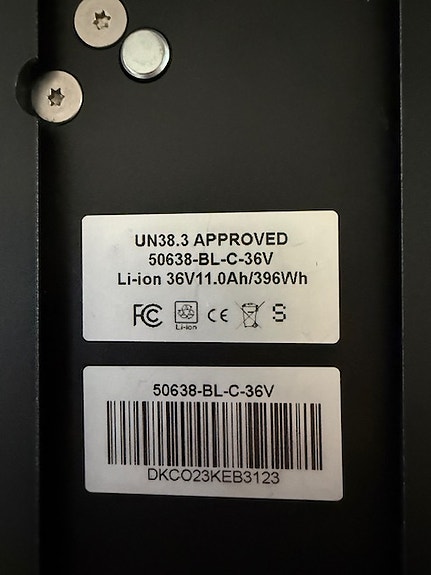 UN38.3 APPROVED
50638-BL-C-36V
Li-ion 36V11.0Ah/396Wh
FC Li-ion CE S
50638-BL-C-36V
DKCO23KEB3123